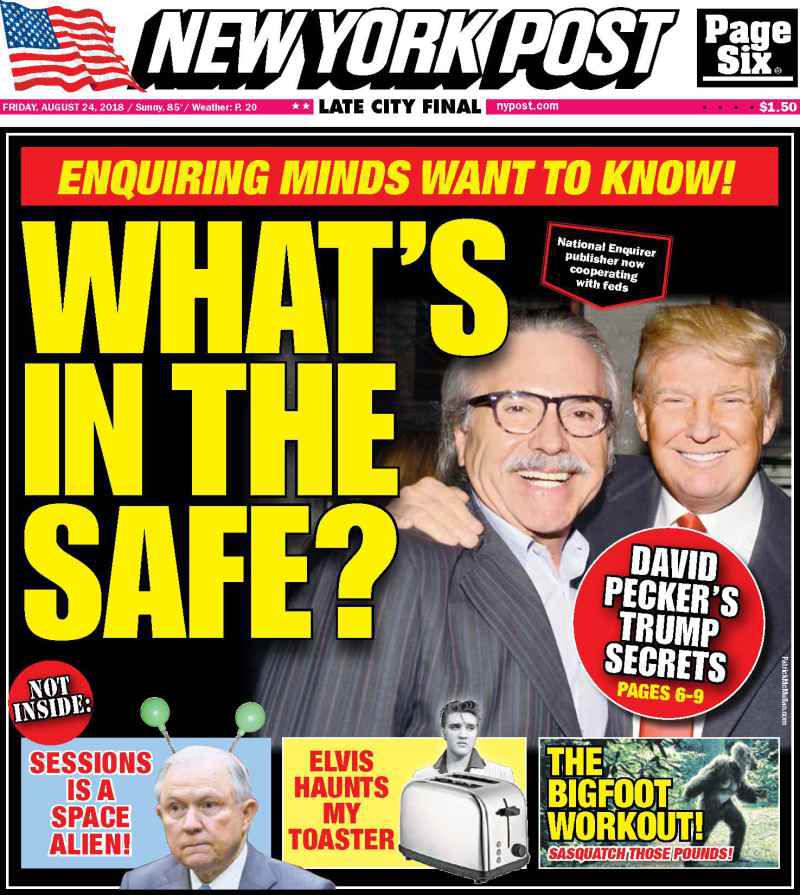 NEW YORK POST
Page
Six®
FRIDAY, AUGUST 24, 2018 / Sunny, 85° / Weather: P. 20
★★ LATE CITY FINAL
nypost.com
$1.50
ENQUIRING MINDS WANT TO KNOW!
WHAT'S
IN THE
SAFE?
National Enquirer
publisher now
cooperating
with feds
DAVID
PECKER'S
TRUMP
SECRETS
PAGES 6-9
PatrickMcMullan.com
NOT
INSIDE:
SESSIONS
IS A
SPACE
ALIEN!
ELVIS
HAUNTS
MY
TOASTER
THE
BIGFOOT
WORKOUT!
SASQUATCH THOSE POUNDS!